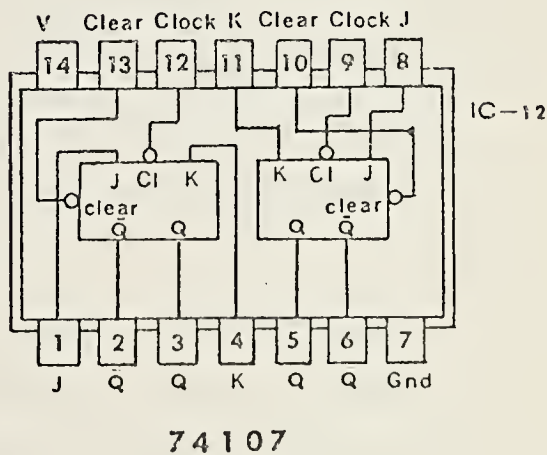 V Clear Clock K Clear Clock J
14 13 12 11 10 9 8
IC-12
J Cl K
clear
Q̄ Q
K Cl J
clear
Q Q̄
1 2 3 4 5 6 7
J Q̄ Q K Q Q̄ Gnd
74107